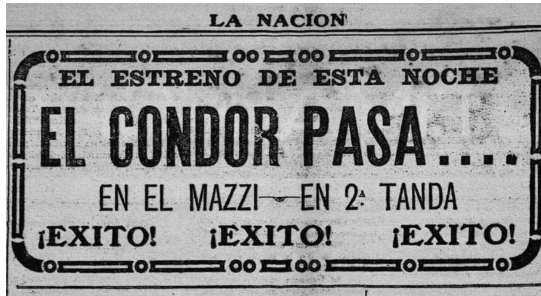 LA NACION
EL ESTRENO DE ESTA NOCHE
EL CONDOR PASA....
EN EL MAZZI—EN 2ª TANDA
¡EXITO! ¡EXITO! ¡EXITO!